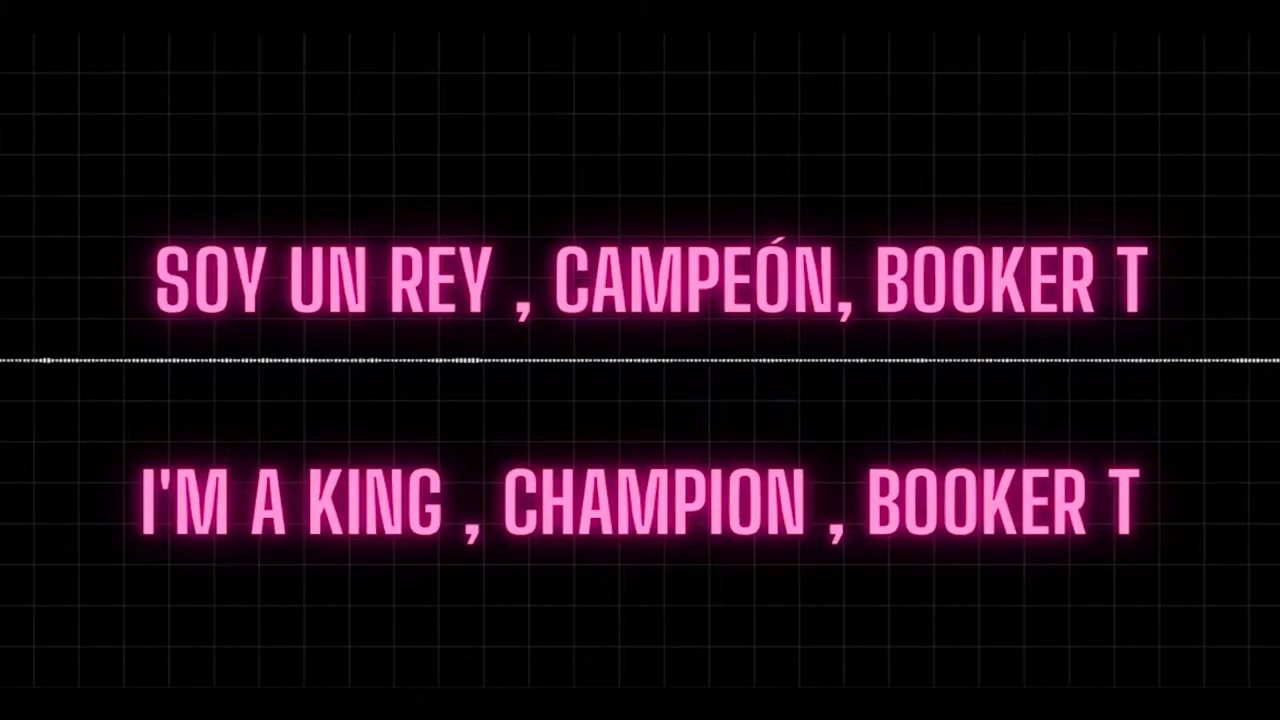 SOY UN REY , CAMPEÓN, BOOKER T
I'M A KING , CHAMPION , BOOKER T